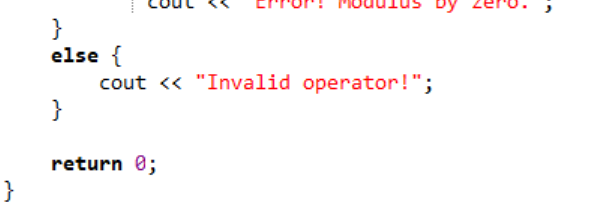 cout << "Error! Modulus by zero.";
}
else {
cout << "Invalid operator!";
}
return 0;
}